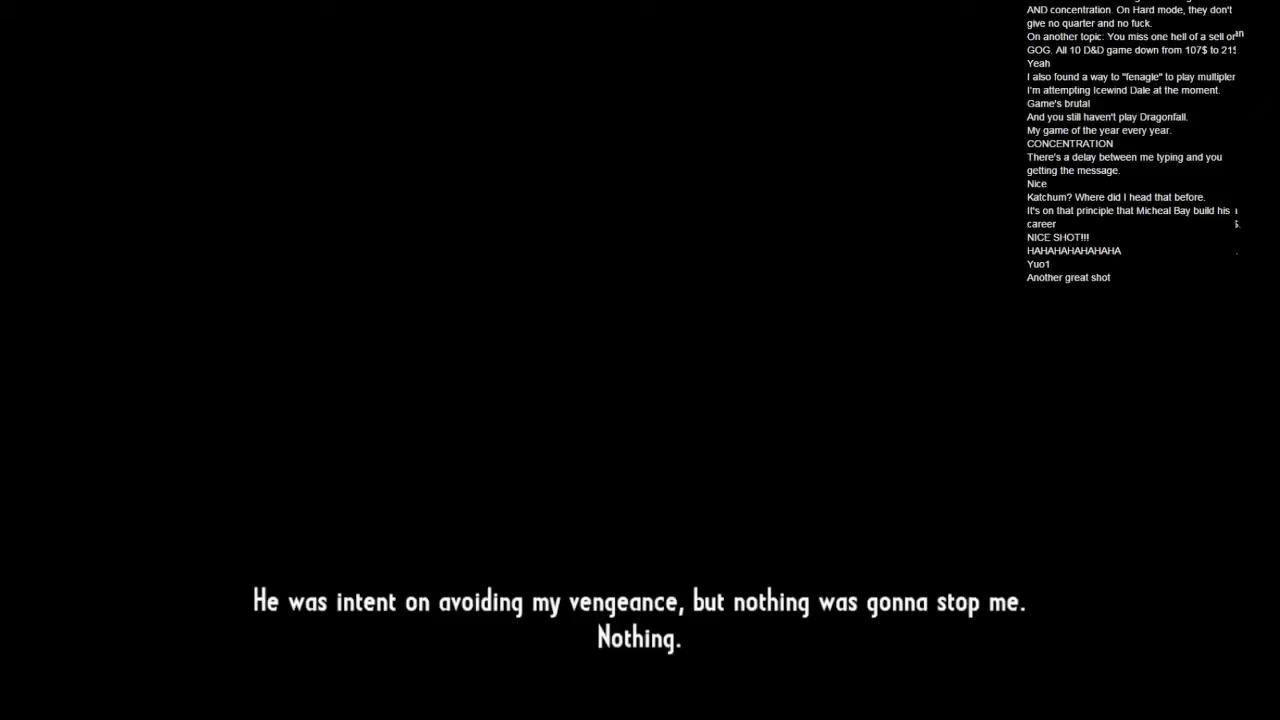 AND concentration. On Hard mode, they don't
give no quarter and no fuck.
On another topic: You miss one hell of a sell or
GOG. All 10 D&D game down from 107$ to 21$
Yeah
I also found a way to "fenagle" to play multipler
I'm attempting Icewind Dale at the moment.
Game's brutal
And you still haven't play Dragonfall.
My game of the year every year.
CONCENTRATION
There's a delay between me typing and you
getting the message.
Nice
Katchum? Where did I head that before.
It's on that principle that Micheal Bay build his
career
NICE SHOT!!!
HAHAHAHAHAHAHA
Yuo1
Another great shot
He was intent on avoiding my vengeance, but nothing was gonna stop me.
Nothing.